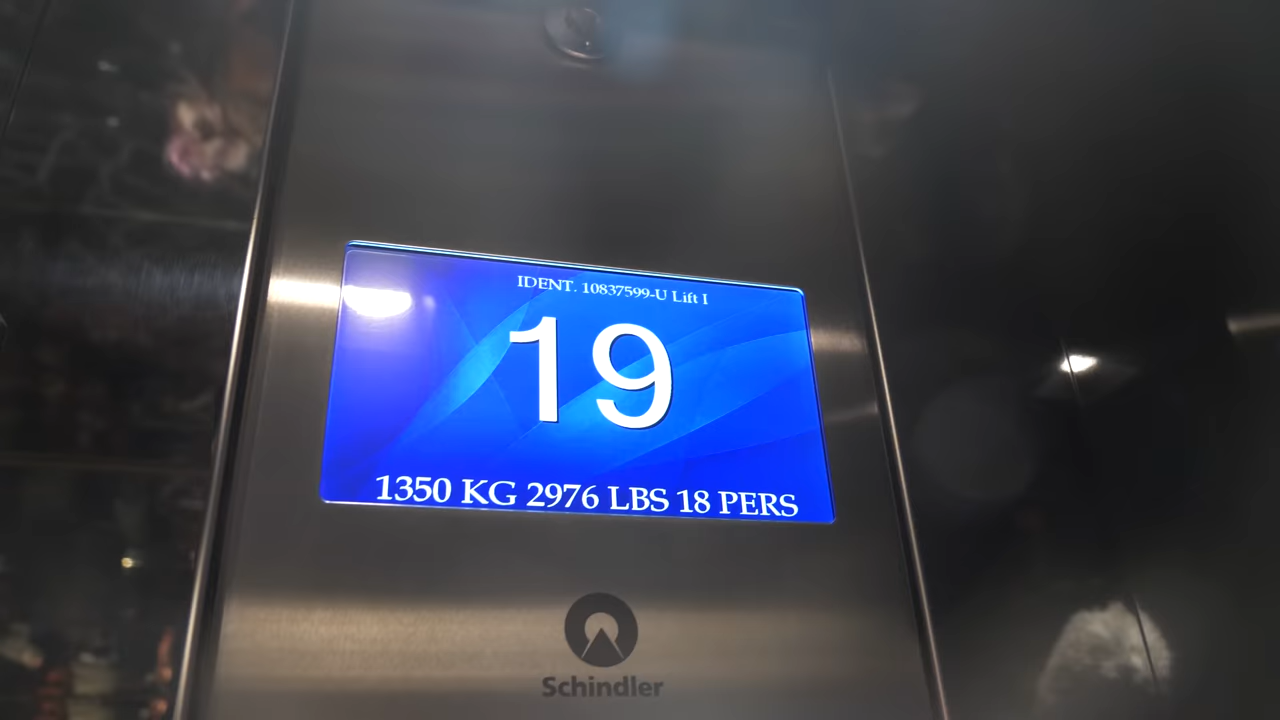 IDENT. 10837599-U Lift I
19
1350 KG 2976 LBS 18 PERS
Schindler